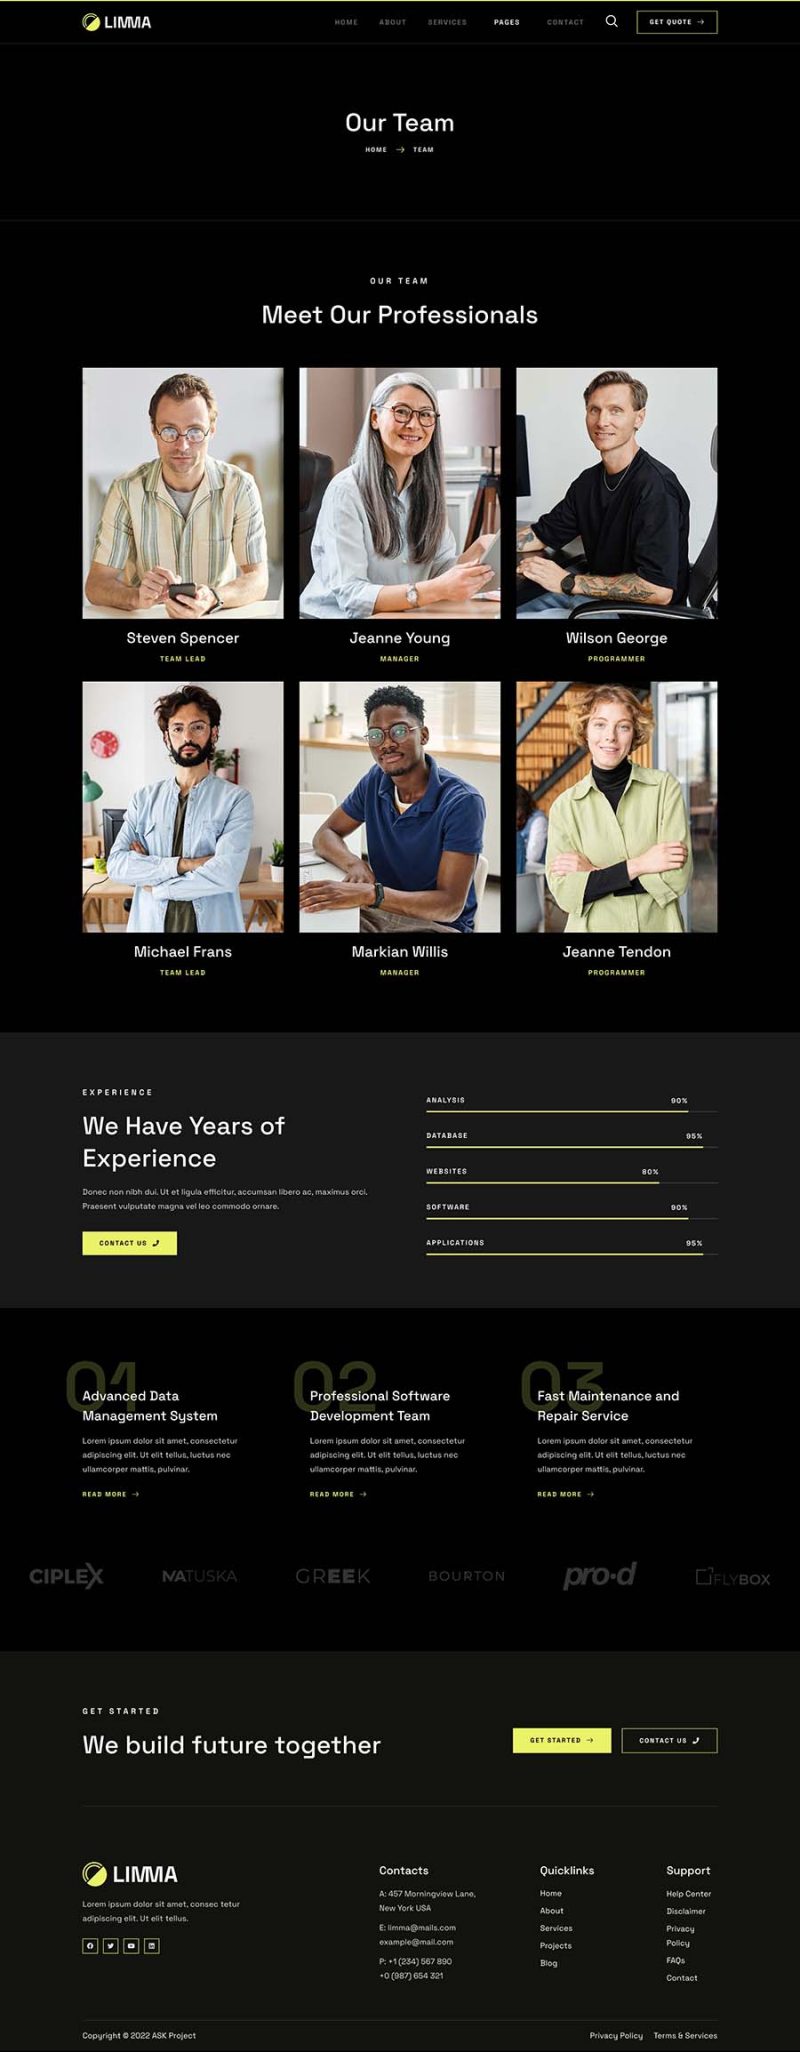 LIMMA
HOME ABOUT SERVICES PAGES CONTACT GET QUOTE →
Our Team
HOME → TEAM
OUR TEAM
Meet Our Professionals
Steven Spencer
TEAM LEAD
Jeanne Young
MANAGER
Wilson George
PROGRAMMER
Michael Frans
TEAM LEAD
Markian Willis
MANAGER
Jeanne Tendon
PROGRAMMER
EXPERIENCE
We Have Years of
Experience
Donec non nibh dui. Ut et ligula efficitur, accumsan libero ac, maximus orci.
Praesent vulputate magna vel leo commodo ornare.
CONTACT US
ANALYSIS 90%
DATABASE 95%
WEBSITES 80%
SOFTWARE 90%
APPLICATIONS 95%
01
Advanced Data
Management System
Lorem ipsum dolor sit amet, consectetur
adipiscing elit. Ut elit tellus, luctus nec
ullamcorper mattis, pulvinar.
READ MORE →
02
Professional Software
Development Team
Lorem ipsum dolor sit amet, consectetur
adipiscing elit. Ut elit tellus, luctus nec
ullamcorper mattis, pulvinar.
READ MORE →
03
Fast Maintenance and
Repair Service
Lorem ipsum dolor sit amet, consectetur
adipiscing elit. Ut elit tellus, luctus nec
ullamcorper mattis, pulvinar.
READ MORE →
CIPLEX NATUSKA GREEK BOURTON pro·d FLYBOX
GET STARTED
We build future together
GET STARTED →
CONTACT US
LIMMA
Lorem ipsum dolor sit amet, consec tetur
adipiscing elit. Ut elit tellus.
Contacts
A: 457 Morningview Lane,
New York USA
E: limma@mails.com
example@mail.com
P: +1 (234) 567 890
+0 (987) 654 321
Quicklinks
Home
About
Services
Projects
Blog
Support
Help Center
Disclaimer
Privacy
Policy
FAQs
Contact
Copyright © 2022 ASK Project
Privacy Policy Terms & Services